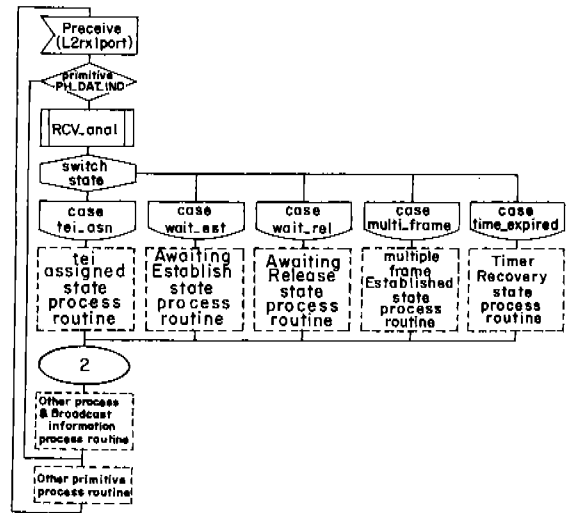 Preceive
(L2rx1port)
primitive
PH_DAT_IND
RCV_anal
switch
state
case
tei_asn
case
wait_est
case
wait_rel
case
multi_frame
case
time_expired
tei
assigned
state
process
routine
Awaiting
Establish
state
process
routine
Awaiting
Release
state
process
routine
multiple
frame
Established
state
process
routine
Timer
Recovery
state
process
routine
2
Other process
& Broadcast
information
process routine
Other primitive
process routine